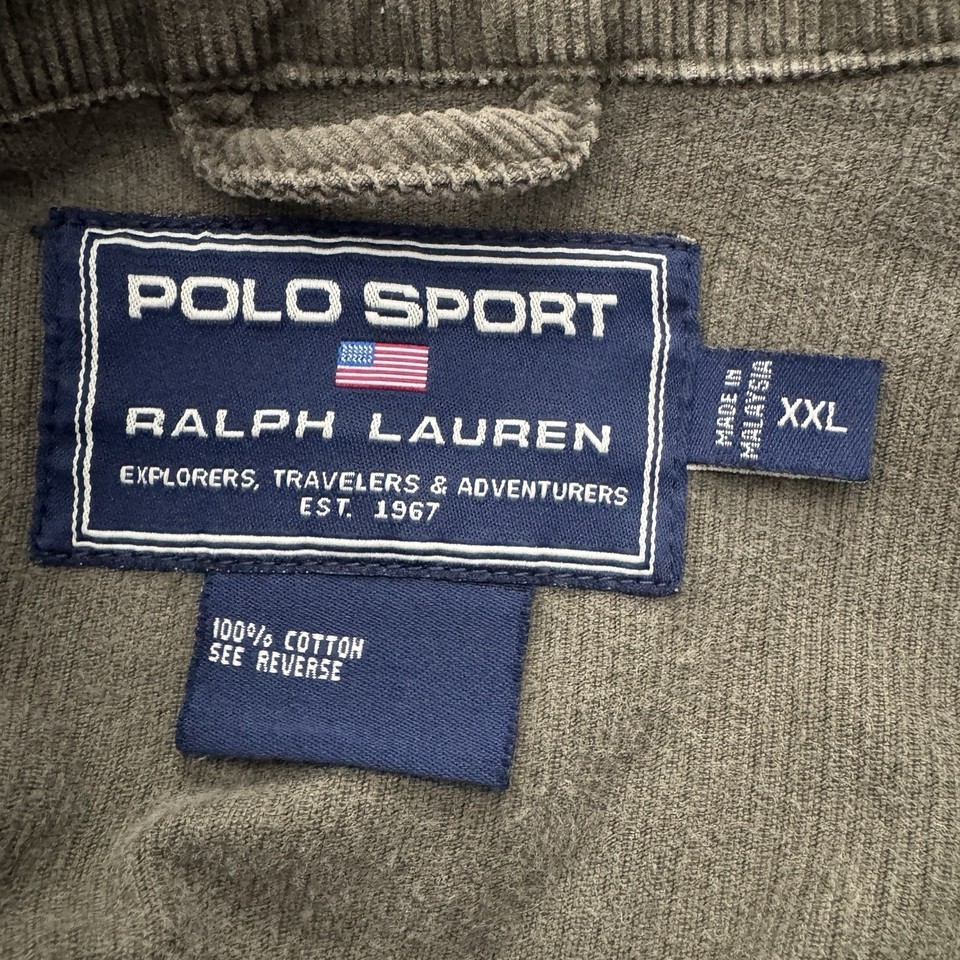 POLO SPORT
RALPH LAUREN
EXPLORERS, TRAVELERS & ADVENTURERS
EST. 1967
MADE IN
MALAYSIA
XXL
100% COTTON
SEE REVERSE